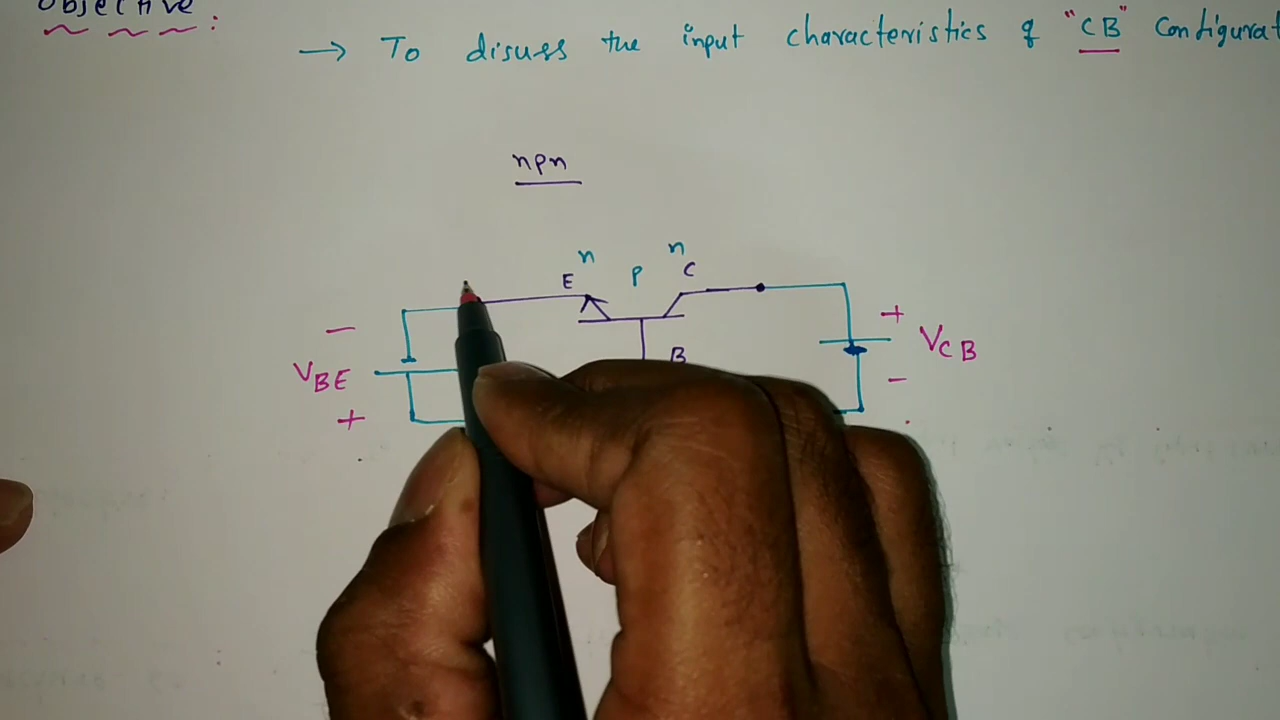 Objective :
→ To disuss the input characteristics of "CB" Configurat
npn
n
n
E
P
C
−
+
VBE
VCB
B
+
−